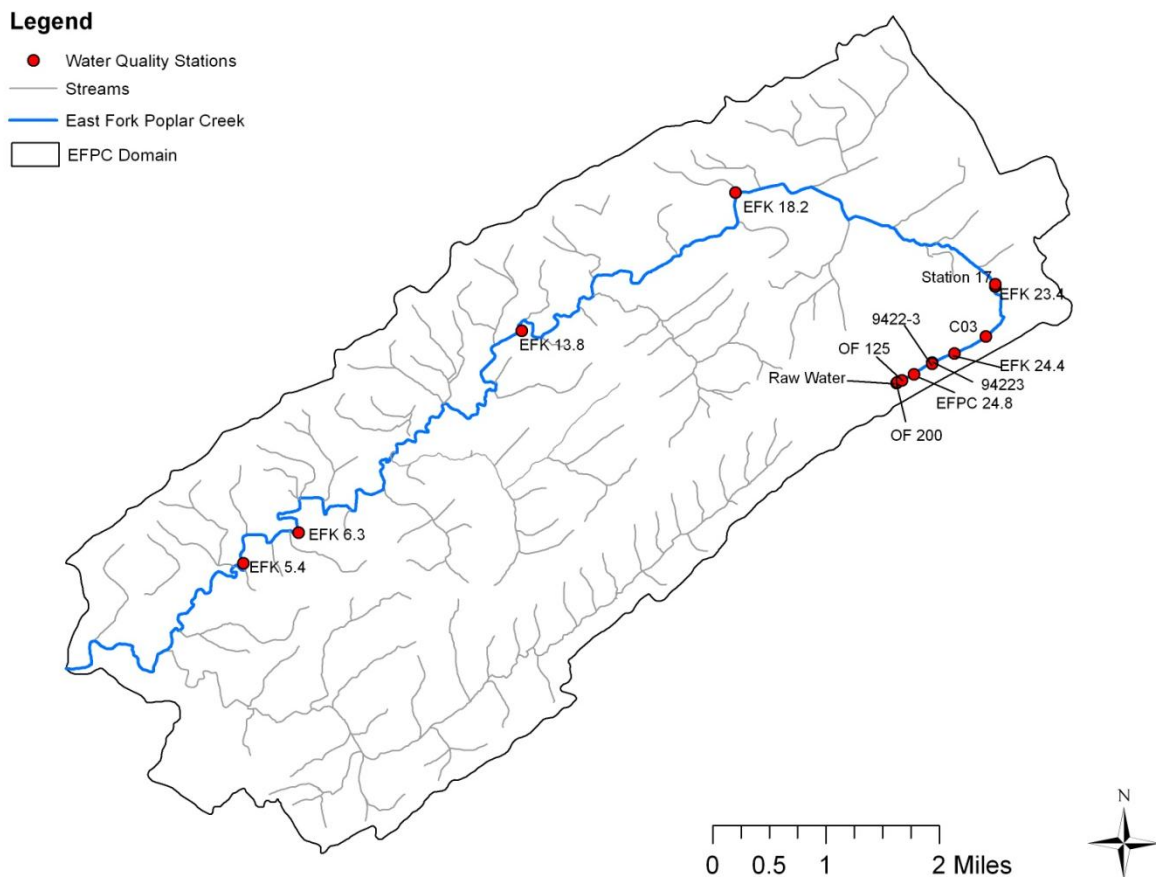 Legend
Water Quality Stations
Streams
East Fork Poplar Creek
EFPC Domain
EFK 18.2
Station 17
EFK 23.4
C03
9422-3
EFK 13.8
OF 125
EFK 24.4
Raw Water
94223
EFPC 24.8
OF 200
EFK 6.3
EFK 5.4
N
0 0.5 1 2 Miles